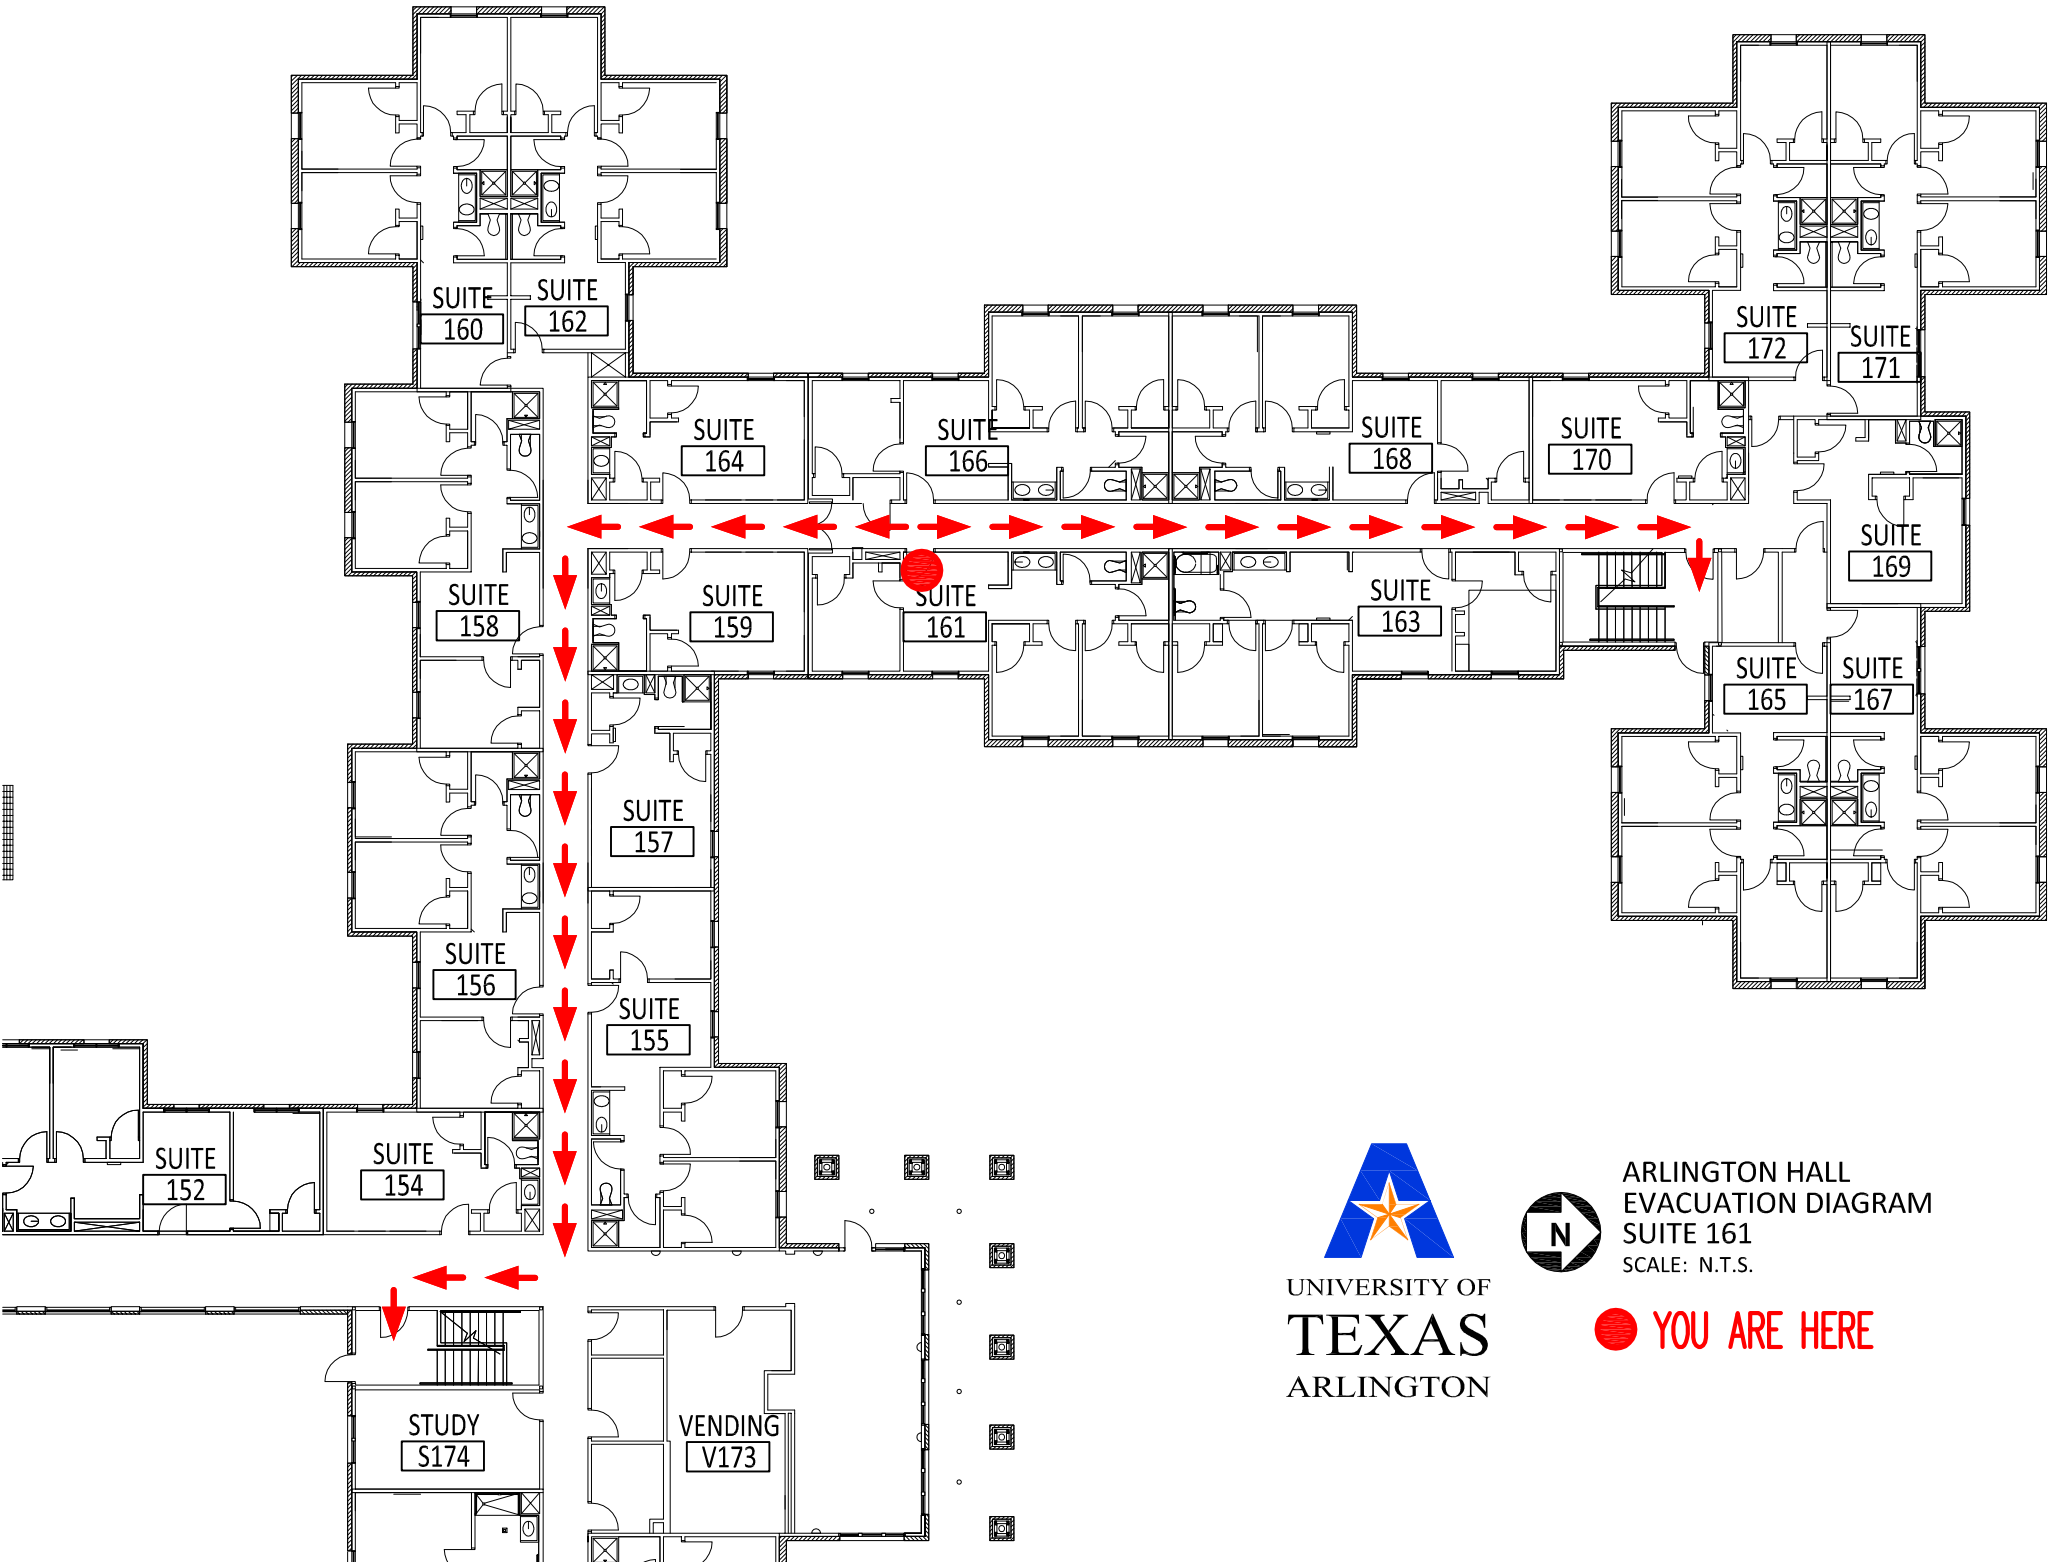 SUITE
160
SUITE
162
SUITE
172
SUITE
171
SUITE
164
SUITE
166
SUITE
168
SUITE
170
SUITE
169
SUITE
158
SUITE
159
SUITE
161
SUITE
163
SUITE
165
SUITE
167
SUITE
157
SUITE
156
SUITE
155
SUITE
152
SUITE
154
STUDY
S174
VENDING
V173
UNIVERSITY OF
TEXAS
ARLINGTON
N
ARLINGTON HALL
EVACUATION DIAGRAM
SUITE 161
SCALE: N.T.S.
YOU ARE HERE